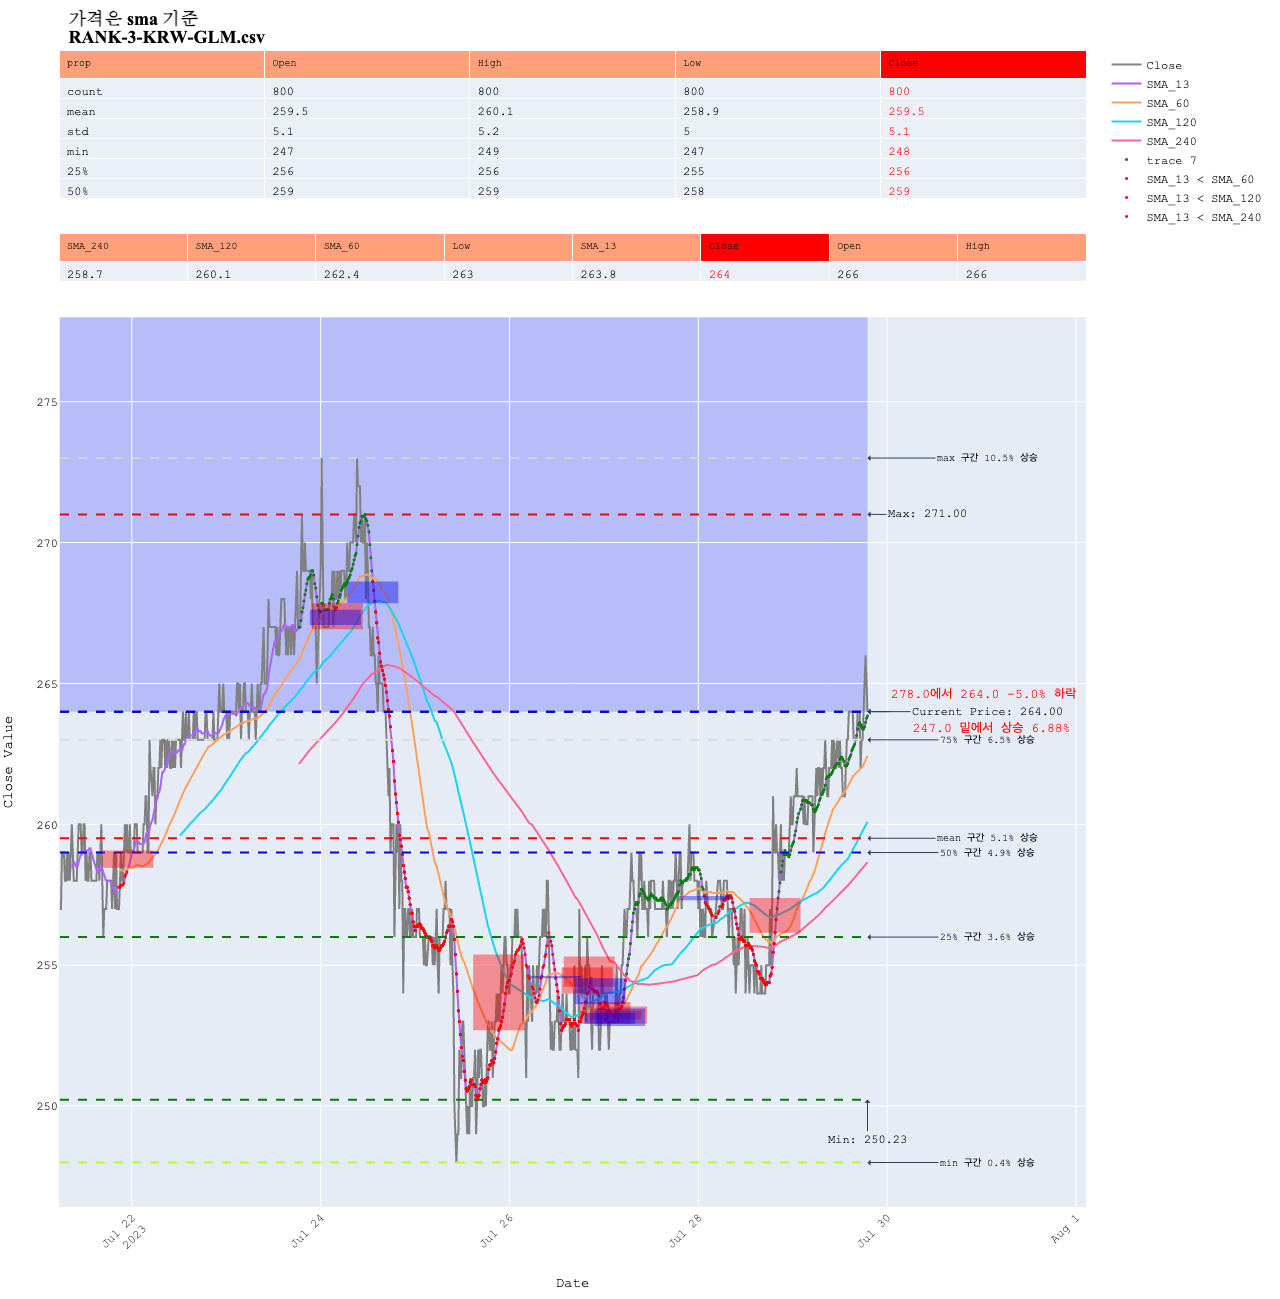 가격은 sma 기준
RANK-3-KRW-GLM.csv
prop Open High Low Close
count 800 800 800 800
mean 259.5 260.1 258.9 259.5
std 5.1 5.2 5 5.1
min 247 249 247 248
25% 256 256 255 256
50% 259 259 258 259
SMA_240 SMA_120 SMA_60 Low SMA_13 Close Open High
258.7 260.1 262.4 263 263.8 264 266 266
Close
SMA_13
SMA_60
SMA_120
SMA_240
trace 7
SMA_13 < SMA_60
SMA_13 < SMA_120
SMA_13 < SMA_240
Close Value
275
270
265
260
255
250
max 구간 10.5% 상승
Max: 271.00
278.0에서 264.0 -5.0% 하락
Current Price: 264.00
247.0 밑에서 상승 6.88%
75% 구간 6.5% 상승
mean 구간 5.1% 상승
50% 구간 4.9% 상승
25% 구간 3.6% 상승
Min: 250.23
min 구간 0.4% 상승
Jul 22
2023
Jul 24
Jul 26
Jul 28
Jul 30
Aug 1
Date